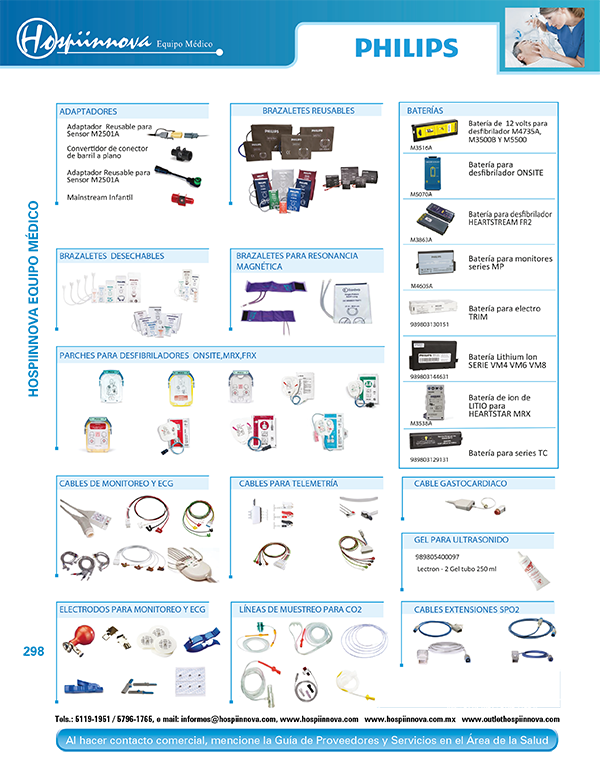 Hospiinnova Equipo Médico
PHILIPS
HOSPIINNOVA EQUIPO MÉDICO
298
ADAPTADORES
Adaptador Reusable para
Sensor M2501A
Convertidor de conector
de barril a plano
Adaptador Reusable para
Sensor M2501A
Mainstream Infantil
BRAZALETES REUSABLES
BATERÍAS
Batería de 12 volts para
desfibrilador M4735A,
M3500B Y M5500
M3516A
Batería para
desfibrilador ONSITE
M5070A
Batería para desfibrilador
HEARTSTREAM FR2
M3863A
Batería para monitores
series MP
M4605A
Batería para electro
TRIM
989803130151
Batería Lithium Ion
SERIE VM4 VM6 VM8
989803144631
Batería de ion de
LITIO para
HEARTSTAR MRX
M3538A
Batería para series TC
989803129131
BRAZALETES DESECHABLES
BRAZALETES PARA RESONANCIA
MAGNÉTICA
PARCHES PARA DESFIBRILADORES ONSITE,MRX,FRX
CABLES DE MONITOREO Y ECG
CABLES PARA TELEMETRÍA
CABLE GASTOCARDIACO
GEL PARA ULTRASONIDO
989805400097
Lectron - 2 Gel tubo 250 ml
ELECTRODOS PARA MONITOREO Y ECG
LÍNEAS DE MUESTREO PARA CO2
CABLES EXTENSIONES SPO2
Tels.: 5119-1951 / 5796-1765, e mail: informes@hospiinnova.com, www.hospiinnova.com www.hospiinnova.com.mx www.outlethospiinnova.com
Al hacer contacto comercial, mencione la Guía de Proveedores y Servicios en el Área de la Salud